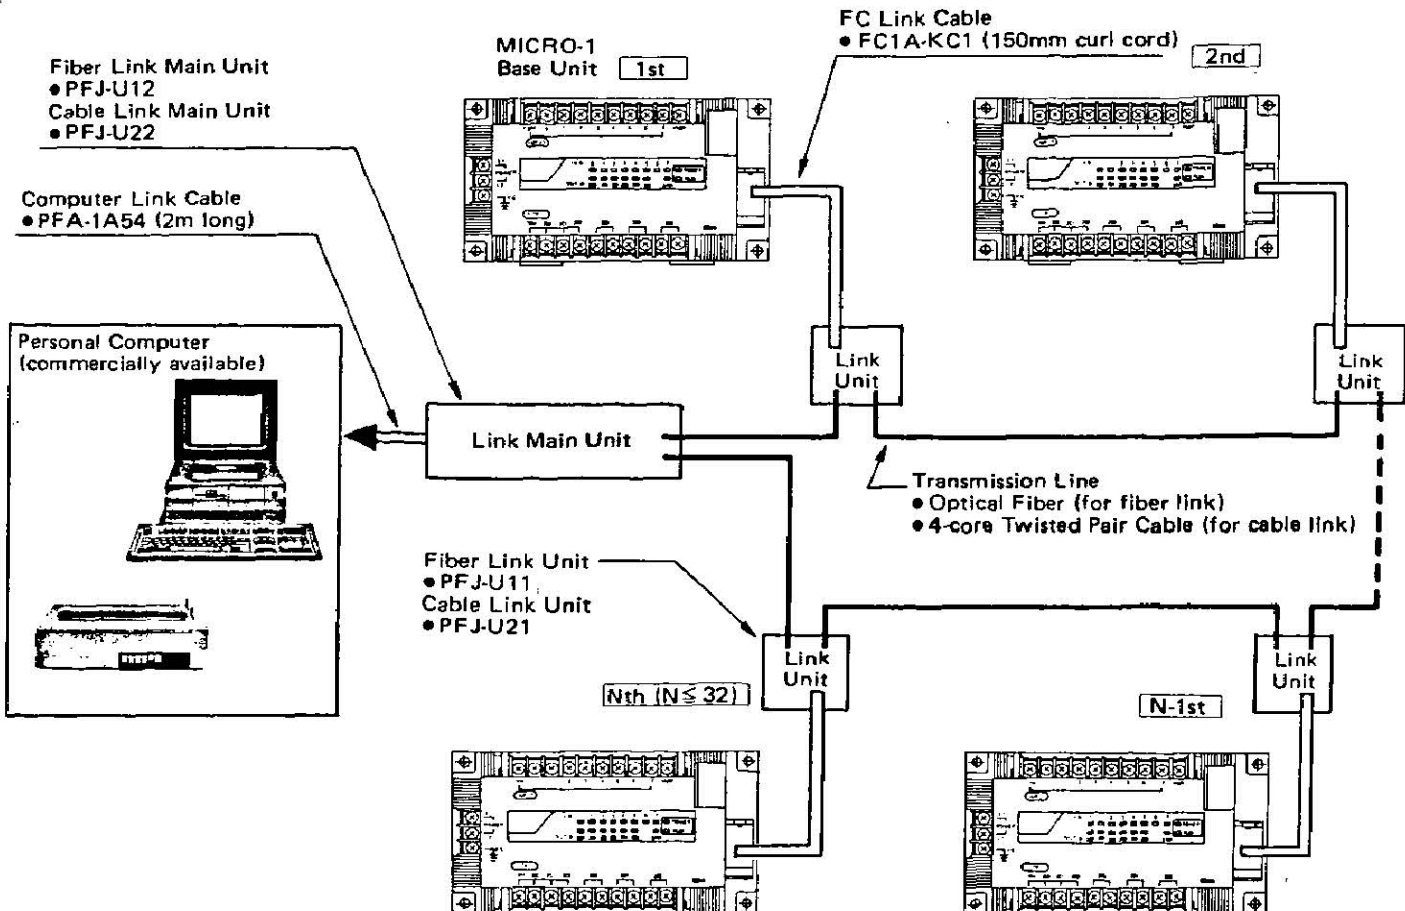 FC Link Cable
• FC1A-KC1 (150mm curl cord)
MICRO-1
Base Unit 1st
2nd
Fiber Link Main Unit
• PFJ-U12
Cable Link Main Unit
• PFJ-U22
Computer Link Cable
• PFA-1A54 (2m long)
Personal Computer
(commercially available)
Link
Unit
Link
Unit
Link Main Unit
Transmission Line
• Optical Fiber (for fiber link)
• 4-core Twisted Pair Cable (for cable link)
Fiber Link Unit
• PFJ-U11
Cable Link Unit
• PFJ-U21
Link
Unit
Link
Unit
Nth (N≦32)
N-1st